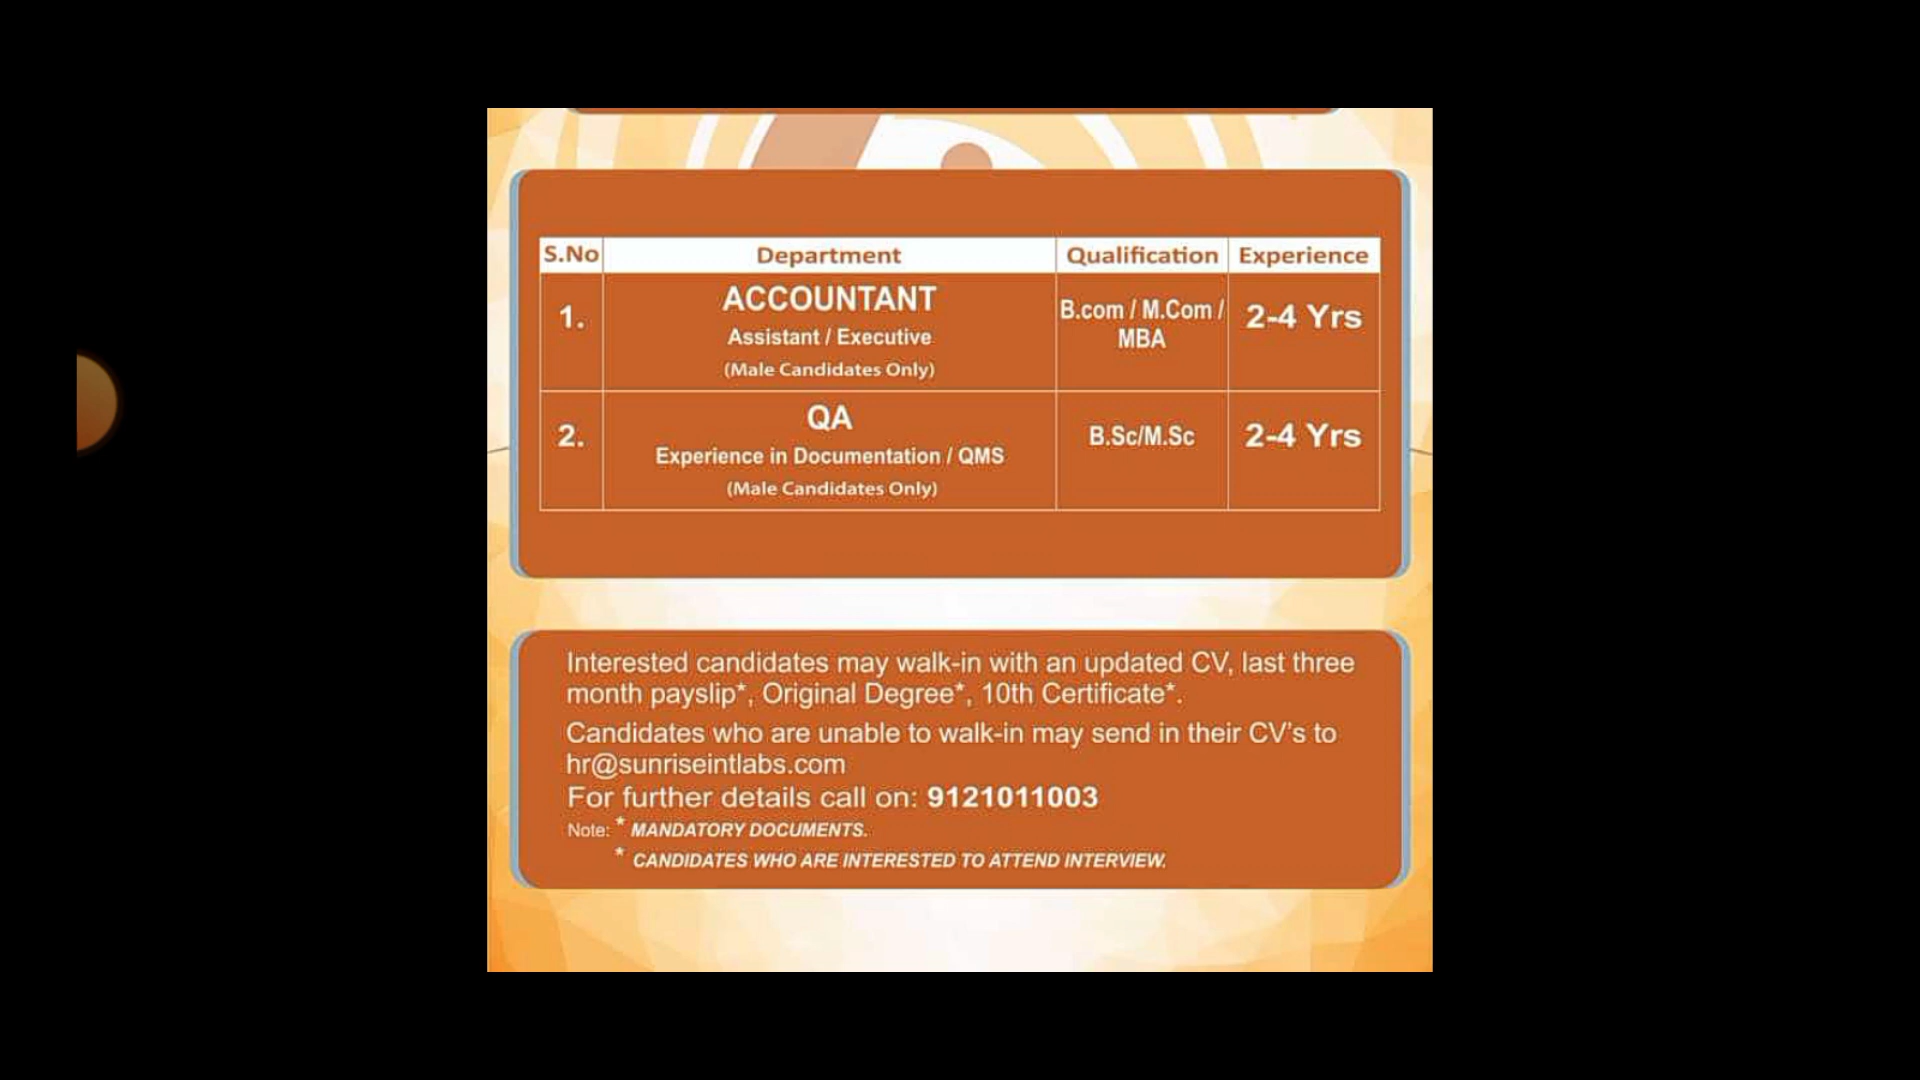 S.No Department Qualification Experience
1. ACCOUNTANT B.com / M.Com / MBA 2-4 Yrs
Assistant / Executive
(Male Candidates Only)
2. QA B.Sc/M.Sc 2-4 Yrs
Experience in Documentation / QMS
(Male Candidates Only)
Interested candidates may walk-in with an updated CV, last three
month payslip*, Original Degree*, 10th Certificate*.
Candidates who are unable to walk-in may send in their CV's to
hr@sunriseintlabs.com
For further details call on: 9121011003
Note: * MANDATORY DOCUMENTS.
* CANDIDATES WHO ARE INTERESTED TO ATTEND INTERVIEW.